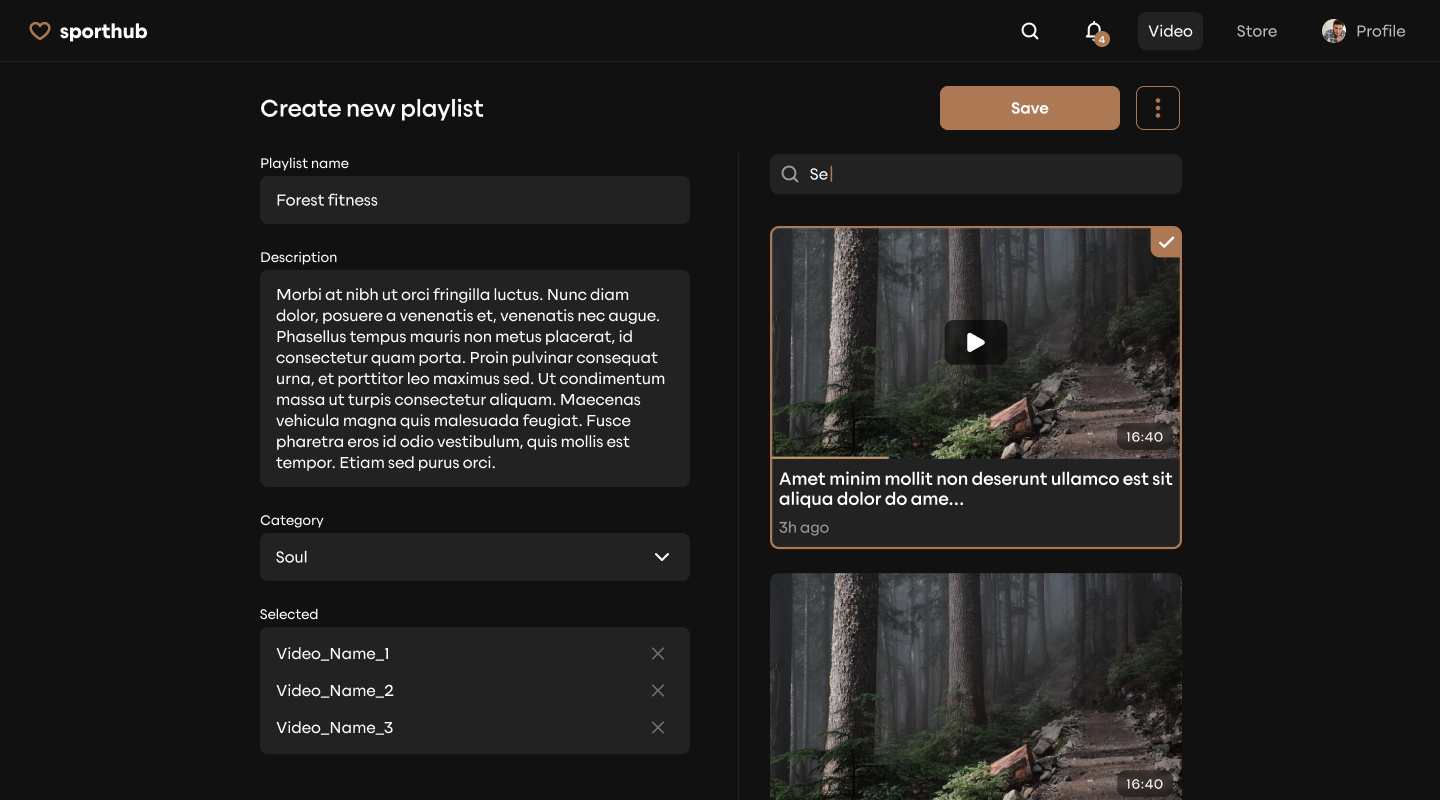 sporthub
4
Video
Store
Profile
Create new playlist
Save
Playlist name
Forest fitness
Description
Morbi at nibh ut orci fringilla luctus. Nunc diam
dolor, posuere a venenatis et, venenatis nec augue.
Phasellus tempus mauris non metus placerat, id
consectetur quam porta. Proin pulvinar consequat
urna, et porttitor leo maximus sed. Ut condimentum
massa ut turpis consectetur aliquam. Maecenas
vehicula magna quis malesuada feugiat. Fusce
pharetra eros id odio vestibulum, quis mollis est
tempor. Etiam sed purus orci.
Category
Soul
Selected
Video_Name_1
Video_Name_2
Video_Name_3
Se
16:40
Amet minim mollit non deserunt ullamco est sit
aliqua dolor do ame...
3h ago
16:40